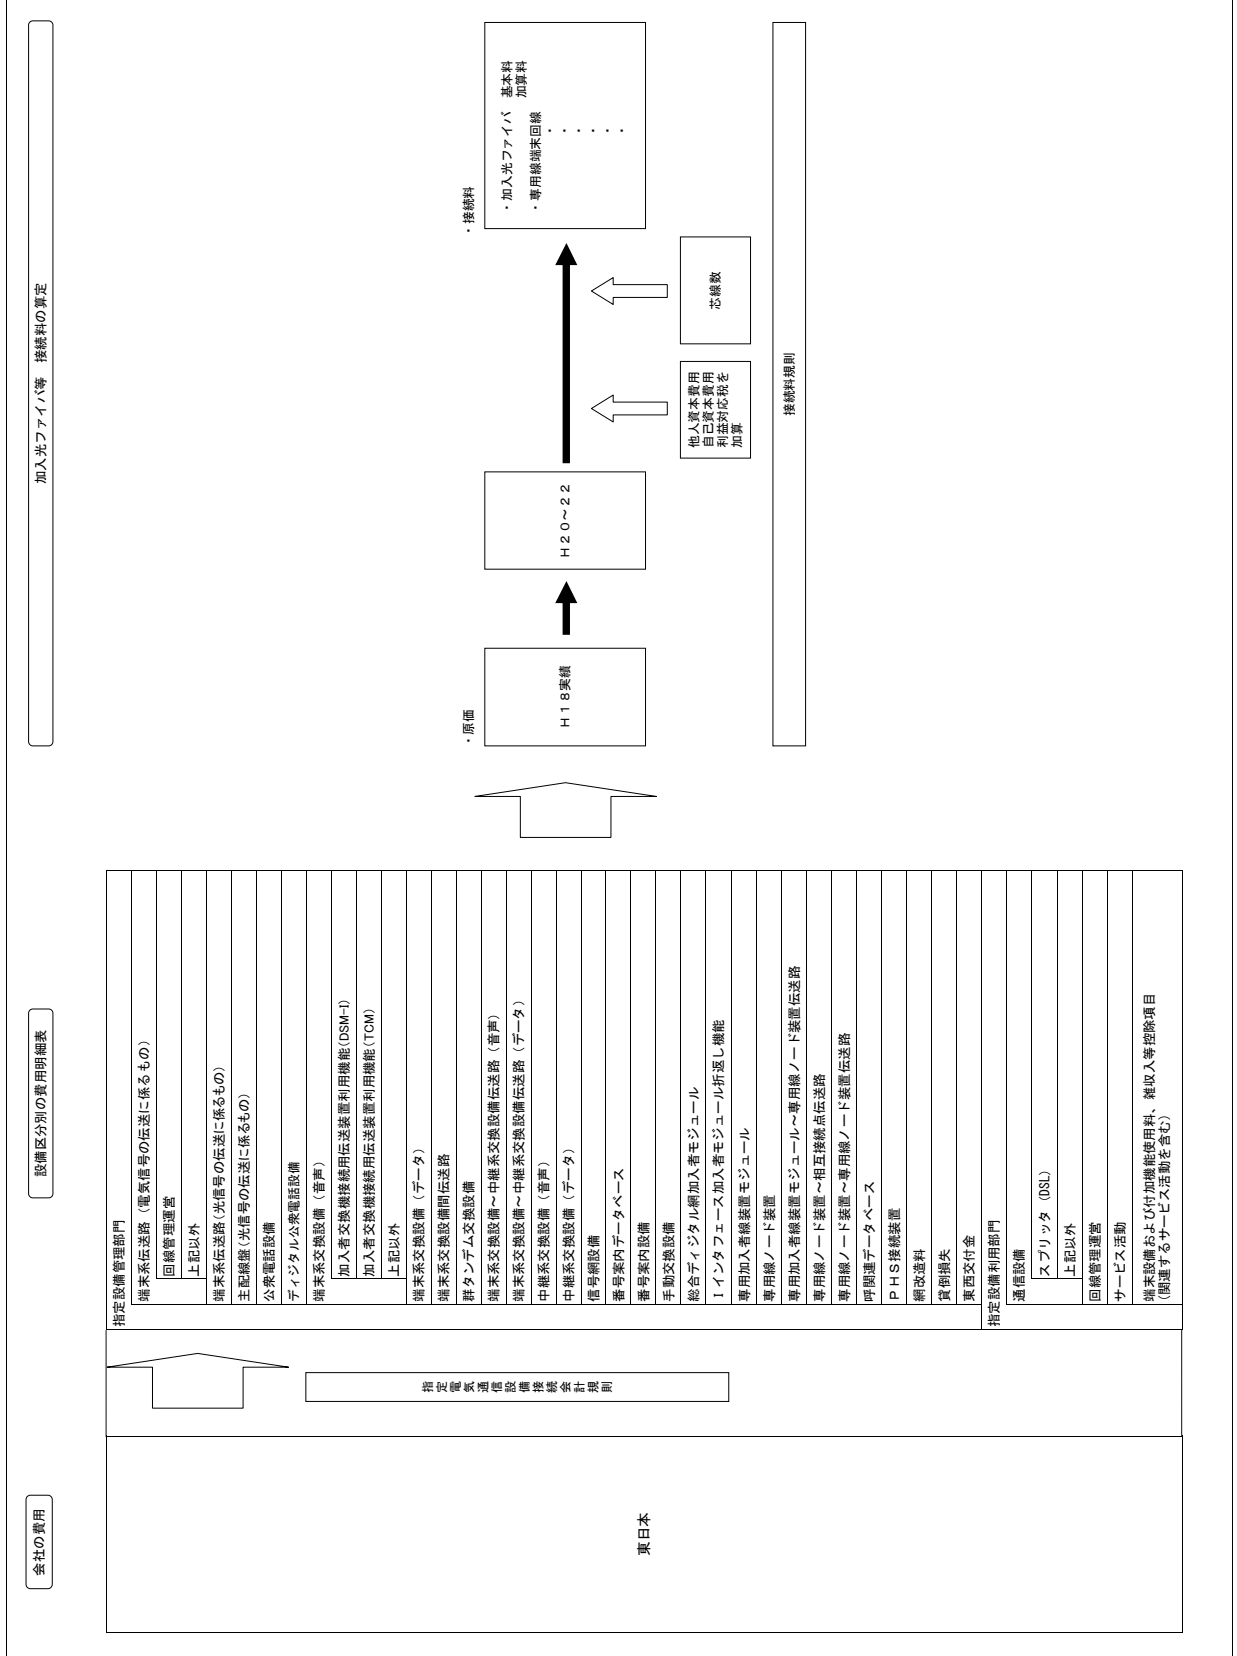 会社の費用
設備区分別の費用明細表
加入光ファイバ等　接続料の算定
東日本
指定電気通信設備接続会計規則
指定設備管理部門
端末系伝送路（電気信号の伝送に係るもの）
回線管理運営
上記以外
端末系伝送路(光信号の伝送に係るもの)
主配線盤(光信号の伝送に係るもの)
公衆電話設備
ディジタル公衆電話設備
端末系交換設備（音声）
加入者交換機接続用伝送装置利用機能(DSM-I)
加入者交換機接続用伝送装置利用機能(TCM)
上記以外
端末系交換設備（データ）
端末系交換設備間伝送路
群タンデム交換設備
端末系交換設備～中継系交換設備伝送路（音声）
端末系交換設備～中継系交換設備伝送路（データ）
中継系交換設備（音声）
中継系交換設備（データ）
信号網設備
番号案内データベース
番号案内設備
手動交換設備
総合ディジタル網加入者モジュール
Ｉインタフェース加入者モジュール折返し機能
専用加入者線装置モジュール
専用線ノード装置
専用加入者線装置モジュール～専用線ノード装置伝送路
専用線ノード装置～相互接続点伝送路
専用線ノード装置～専用線ノード装置伝送路
呼関連データベース
ＰＨＳ接続装置
網改造料
貸倒損失
東西交付金
指定設備利用部門
通信設備
スプリッタ（DSL）
上記以外
回線管理運営
サービス活動
端末設備および付加機能使用料、雑収入等控除項目
（関連するサービス活動を含む）
・原価
Ｈ１８実績
Ｈ２０～２２
他人資本費用
自己資本費用
利益対応税を
加算
芯線数
・接続料
・加入光ファイバ　基本料
加算料
・専用線端末回線
・
・
・
・
・
・
接続料規則